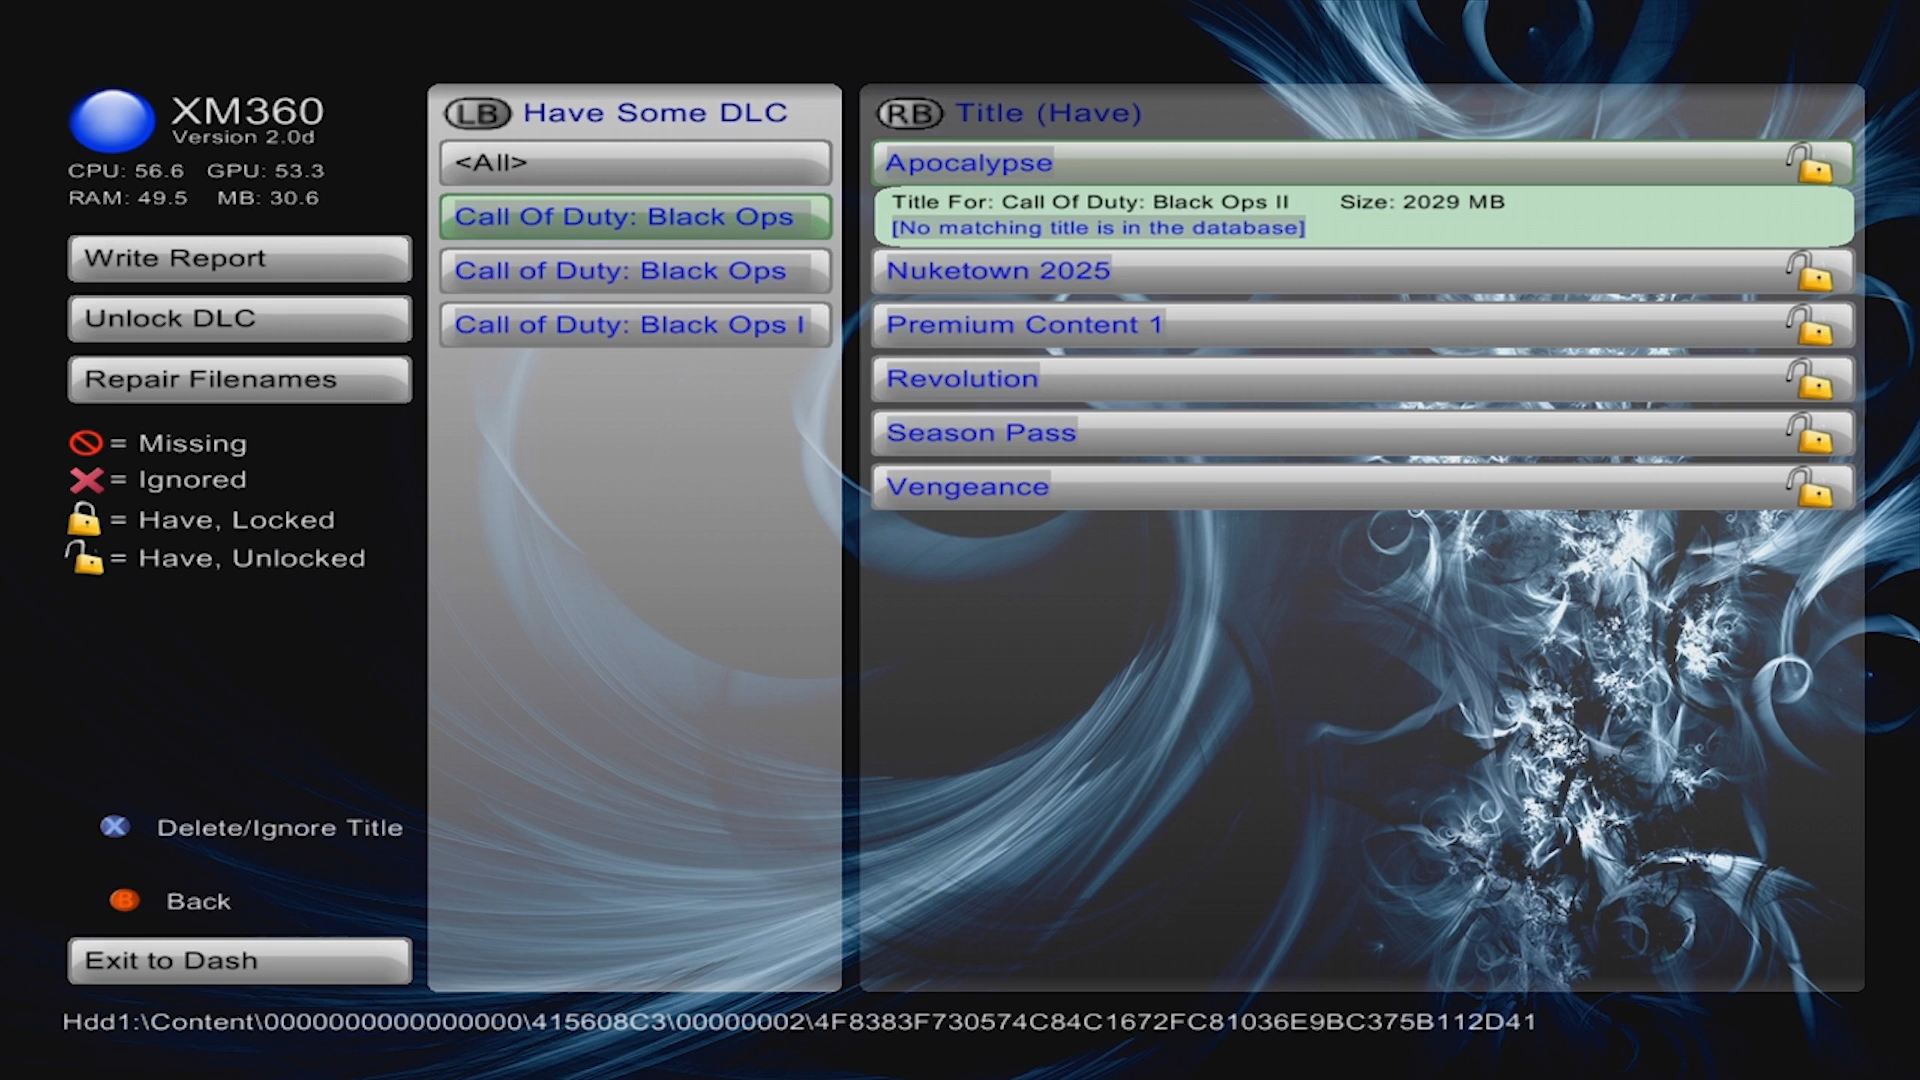 XM360
Version 2.0d
CPU: 56.6 GPU: 53.3
RAM: 49.5 MB: 30.6
Write Report
Unlock DLC
Repair Filenames
= Missing
= Ignored
= Have, Locked
= Have, Unlocked
X Delete/Ignore Title
B Back
Exit to Dash
LB Have Some DLC
<All>
Call Of Duty: Black Ops
Call of Duty: Black Ops
Call of Duty: Black Ops I
RB Title (Have)
Apocalypse
Title For: Call Of Duty: Black Ops II Size: 2029 MB
[No matching title is in the database]
Nuketown 2025
Premium Content 1
Revolution
Season Pass
Vengeance
Hdd1:\Content\0000000000000000\415608C3\00000002\4F8383F730574C84C1672FC81036E9BC375B112D41